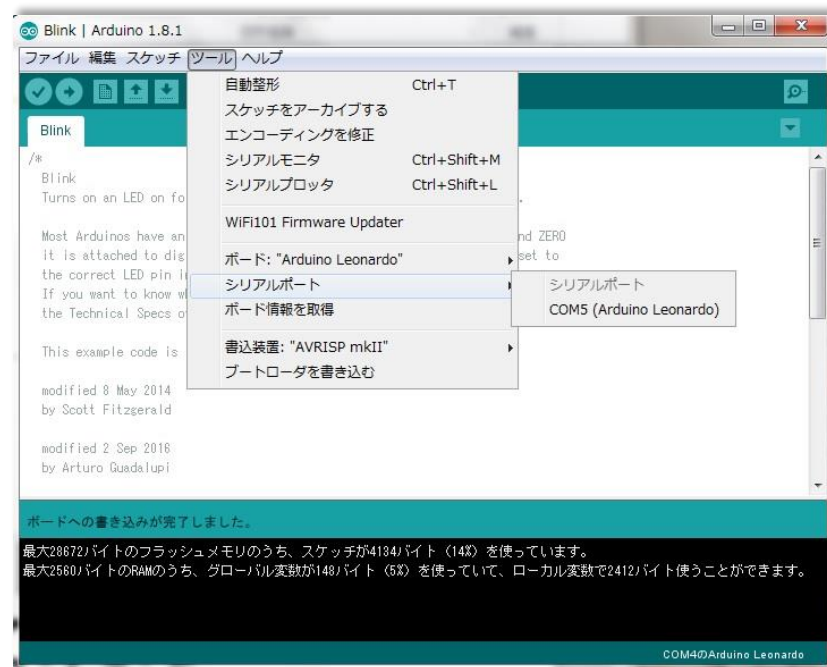 Blink | Arduino 1.8.1
ファイル 編集 スケッチ ツール ヘルプ
Blink
自動整形 Ctrl+T
スケッチをアーカイブする
エンコーディングを修正
シリアルモニタ Ctrl+Shift+M
シリアルプロッタ Ctrl+Shift+L
WiFi101 Firmware Updater
ボード: "Arduino Leonardo"
シリアルポート
ボード情報を取得
書込装置: "AVRISP mkII"
ブートローダを書き込む
シリアルポート
COM5 (Arduino Leonardo)
/*
Blink
Turns on an LED on fo
.
Most Arduinos have an nd ZERO
it is attached to dig set to
the correct LED pin i
If you want to know w
the Technical Specs o
This example code is
modified 8 May 2014
by Scott Fitzgerald
modified 2 Sep 2016
by Arturo Guadalupi
ボードへの書き込みが完了しました。
最大28672バイトのフラッシュメモリのうち、スケッチが4134バイト（14%）を使っています。
最大2560バイトのRAMのうち、グローバル変数が148バイト（5%）を使っていて、ローカル変数で2412バイト使うことができます。
COM4のArduino Leonardo